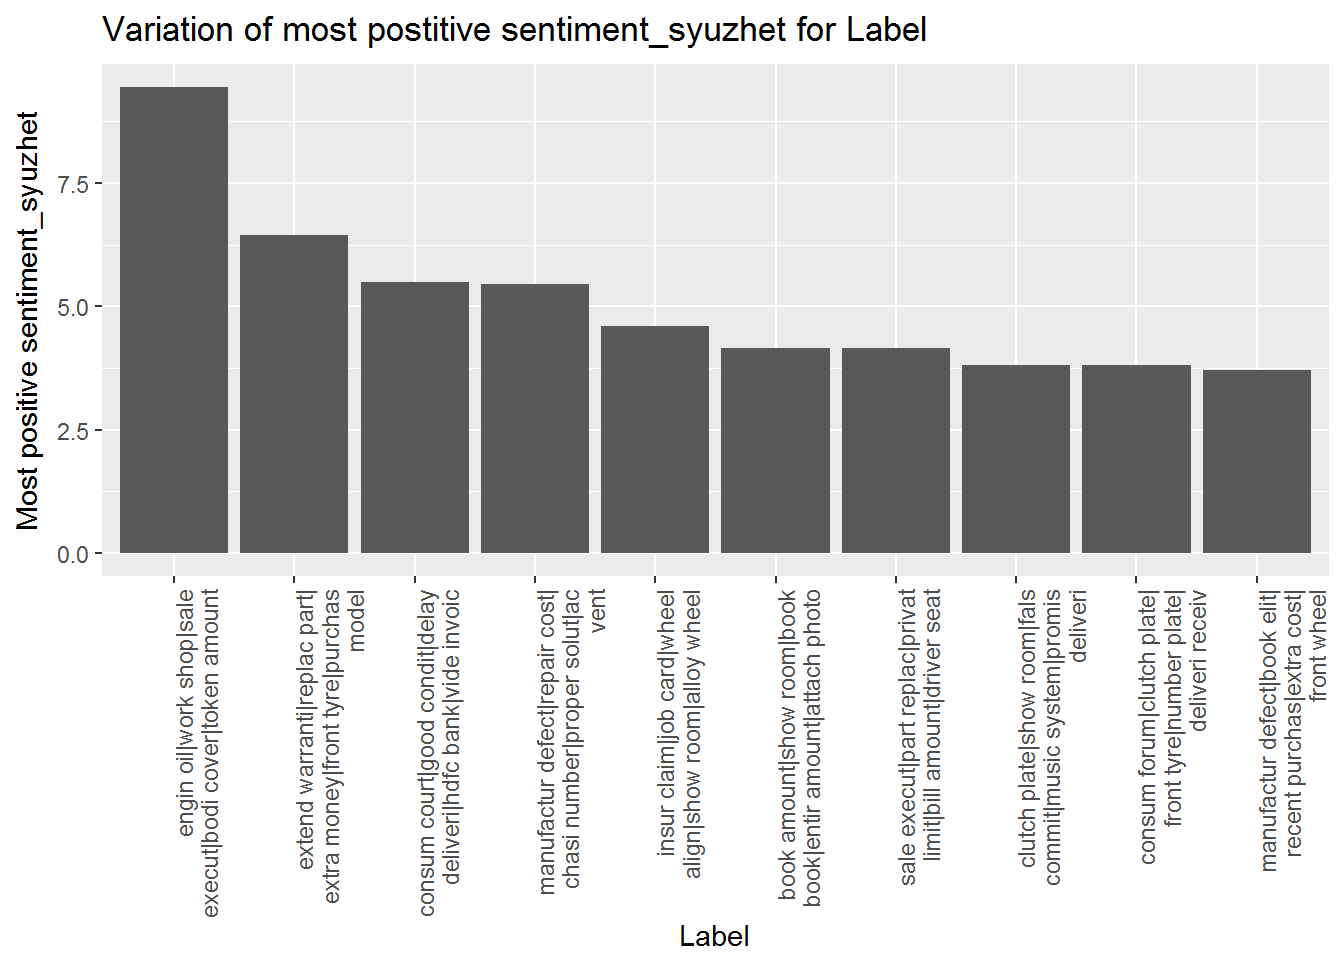 Variation of most postitive sentiment_syuzhet for Label
Most positive sentiment_syuzhet
7.5
5.0
2.5
0.0
engin oil|work shop|sale
execut|bodi cover|token amount
extend warranti|replac part|
extra money|front tyre|purchas
model
consum court|good condit|delay
deliveri|hdfc bank|vide invoic
manufactur defect|repair cost|
chasi number|proper solut|lac
vent
insur claim|job card|wheel
align|show room|alloy wheel
book amount|show room|book
book|entir amount|attach photo
sale execut|part replac|privat
limit|bill amount|driver seat
clutch plate|show room|fals
commit|music system|promis
deliveri
consum forum|clutch plate|
front tyre|number plate|
deliveri receiv
manufactur defect|book elit|
recent purchas|extra cost|
front wheel
Label